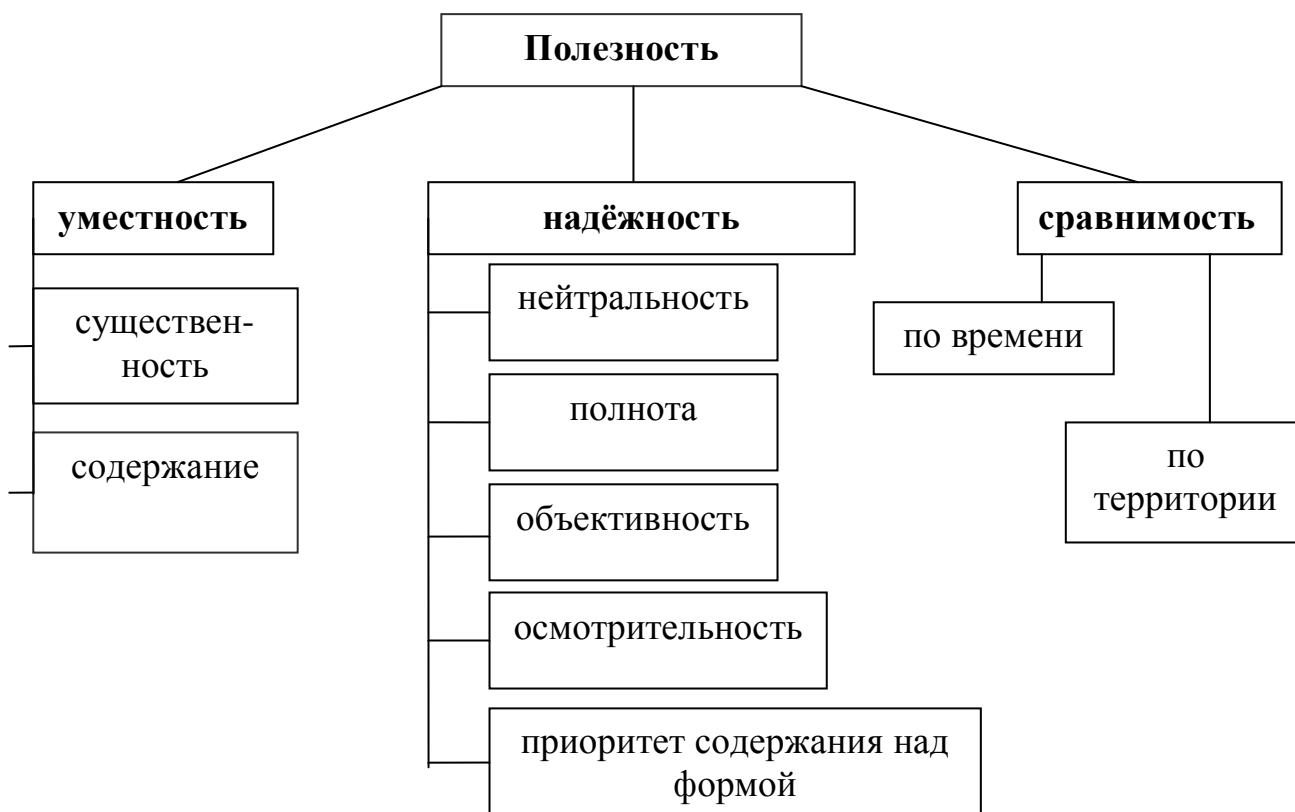 Полезность
уместность
надёжность
сравнимость
существен-
ность
содержание
нейтральность
полнота
объективность
осмотрительность
приоритет содержания над
формой
по времени
по
территории